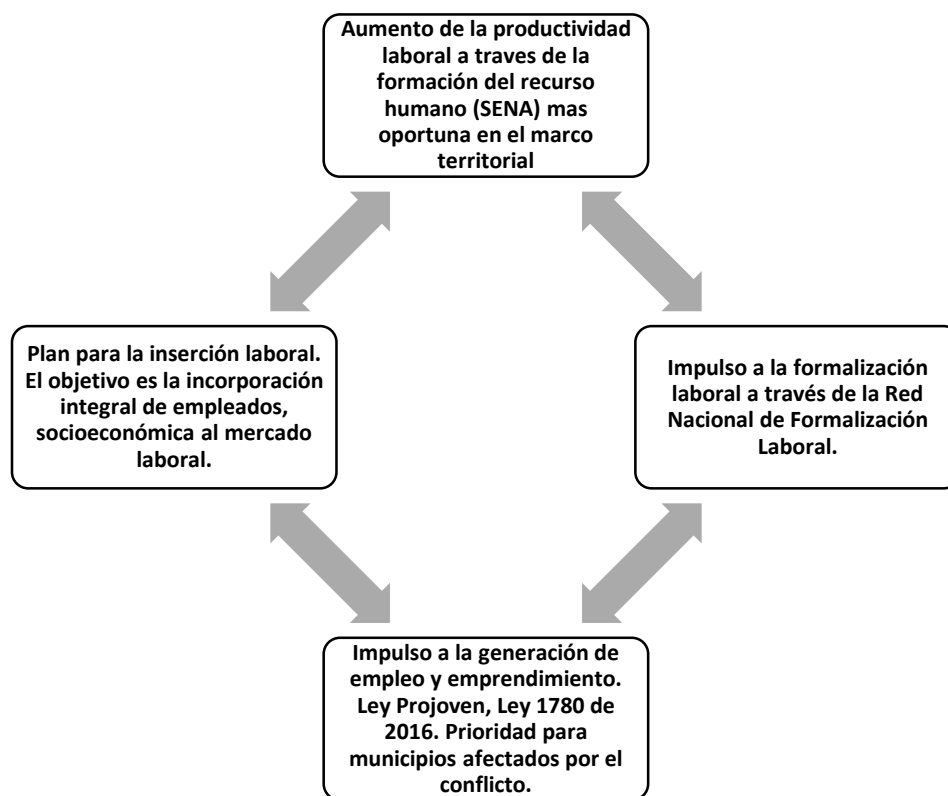 Aumento de la productividad
laboral a traves de la
formación del recurso
humano (SENA) mas
oportuna en el marco
territorial
Plan para la inserción laboral.
El objetivo es la incorporación
integral de empleados,
socioeconómica al mercado
laboral.
Impulso a la formalización
laboral a través de la Red
Nacional de Formalización
Laboral.
Impulso a la generación de
empleo y emprendimiento.
Ley Projoven, Ley 1780 de
2016. Prioridad para
municipios afectados por el
conflicto.